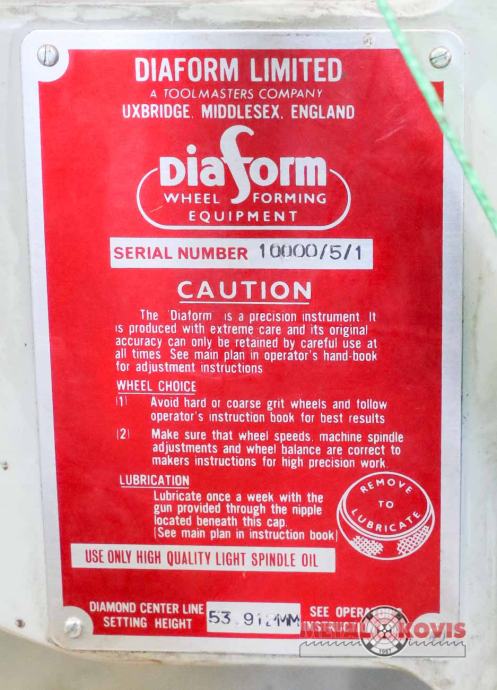 DIAFORM LIMITED
A TOOLMASTERS COMPANY
UXBRIDGE, MIDDLESEX, ENGLAND
Diaform
WHEEL FORMING
EQUIPMENT
SERIAL NUMBER 10000/5/1
CAUTION
The Diaform is a precision instrument. It
is produced with extreme care and its original
accuracy can only be retained by careful use at
all times. See main plan in operator's hand-book
for adjustment instructions
WHEEL CHOICE
(1) Avoid hard or coarse grit wheels and follow
operator's instruction book for best results
(2) Make sure that wheel speeds, machine spindle
adjustments and wheel balance are correct to
makers instructions for high precision work.
LUBRICATION
Lubricate once a week with the
gun provided through the nipple
located beneath this cap.
(See main plan in instruction book)
REMOVE
TO
LUBRICATE
USE ONLY HIGH QUALITY LIGHT SPINDLE OIL
DIAMOND CENTER LINE
SETTING HEIGHT
MM
SEE
METAL KOVIS